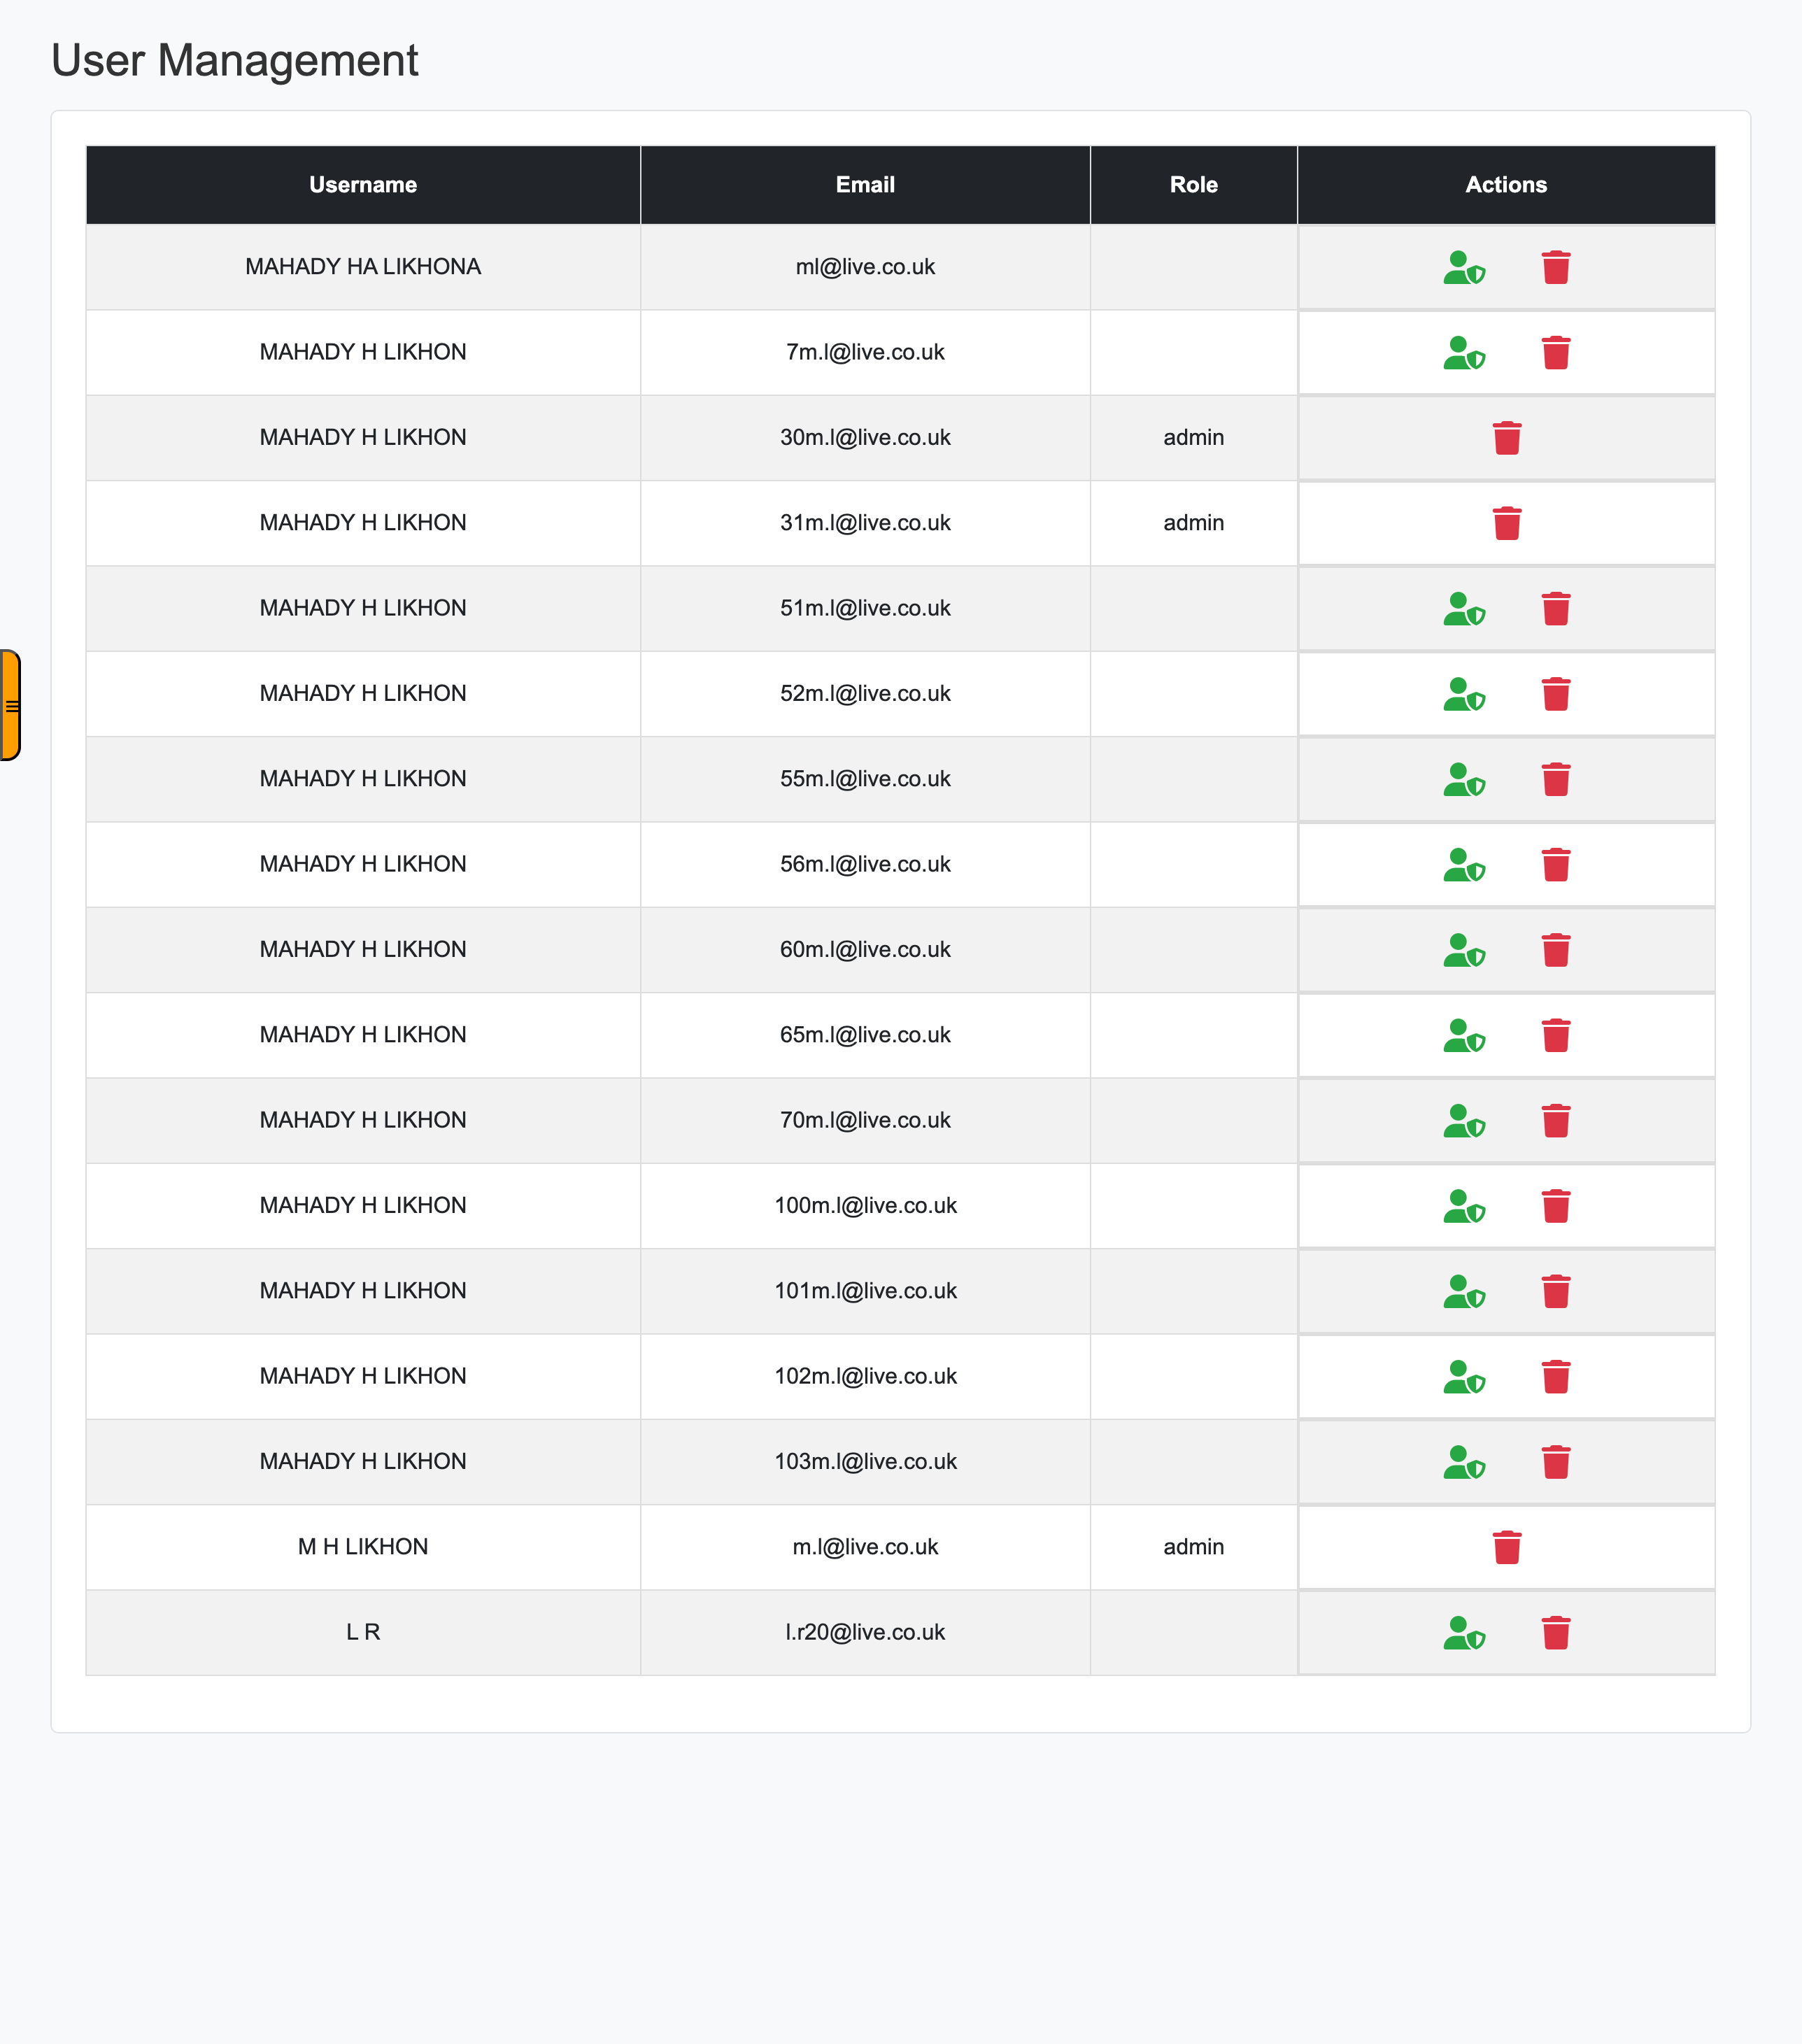 User Management
Username Email Role Actions
MAHADY HA LIKHONA ml@live.co.uk
MAHADY H LIKHON 7m.l@live.co.uk
MAHADY H LIKHON 30m.l@live.co.uk admin
MAHADY H LIKHON 31m.l@live.co.uk admin
MAHADY H LIKHON 51m.l@live.co.uk
MAHADY H LIKHON 52m.l@live.co.uk
MAHADY H LIKHON 55m.l@live.co.uk
MAHADY H LIKHON 56m.l@live.co.uk
MAHADY H LIKHON 60m.l@live.co.uk
MAHADY H LIKHON 65m.l@live.co.uk
MAHADY H LIKHON 70m.l@live.co.uk
MAHADY H LIKHON 100m.l@live.co.uk
MAHADY H LIKHON 101m.l@live.co.uk
MAHADY H LIKHON 102m.l@live.co.uk
MAHADY H LIKHON 103m.l@live.co.uk
M H LIKHON m.l@live.co.uk admin
L R l.r20@live.co.uk